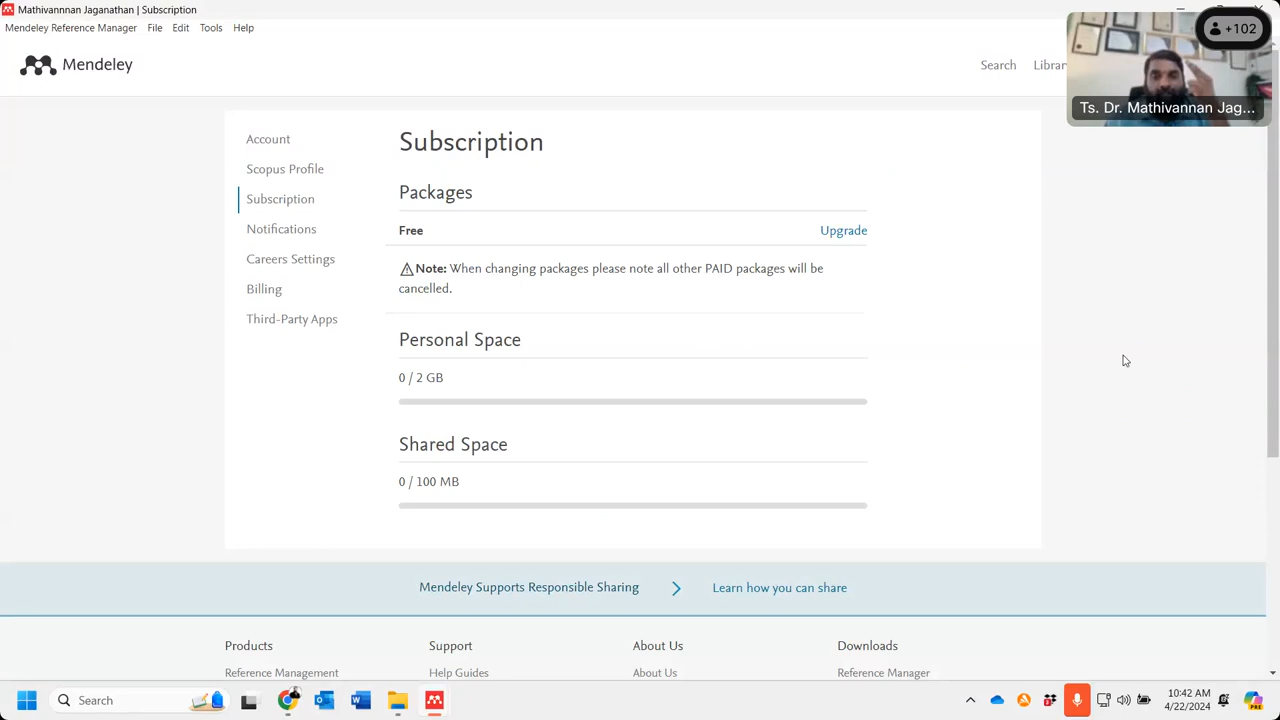 Mathivannnan Jaganathan | Subscription
Mendeley Reference Manager File Edit Tools Help
+102
Mendeley
Search
Librar
Ts. Dr. Mathivannan Jag...
Account
Scopus Profile
Subscription
Notifications
Careers Settings
Billing
Third-Party Apps
Subscription
Packages
Free Upgrade
Note: When changing packages please note all other PAID packages will be
cancelled.
Personal Space
0 / 2 GB
Shared Space
0 / 100 MB
Mendeley Supports Responsible Sharing Learn how you can share
Products Support About Us Downloads
Reference Management Help Guides About Us Reference Manager
Search
10:42 AM
4/22/2024
PRE